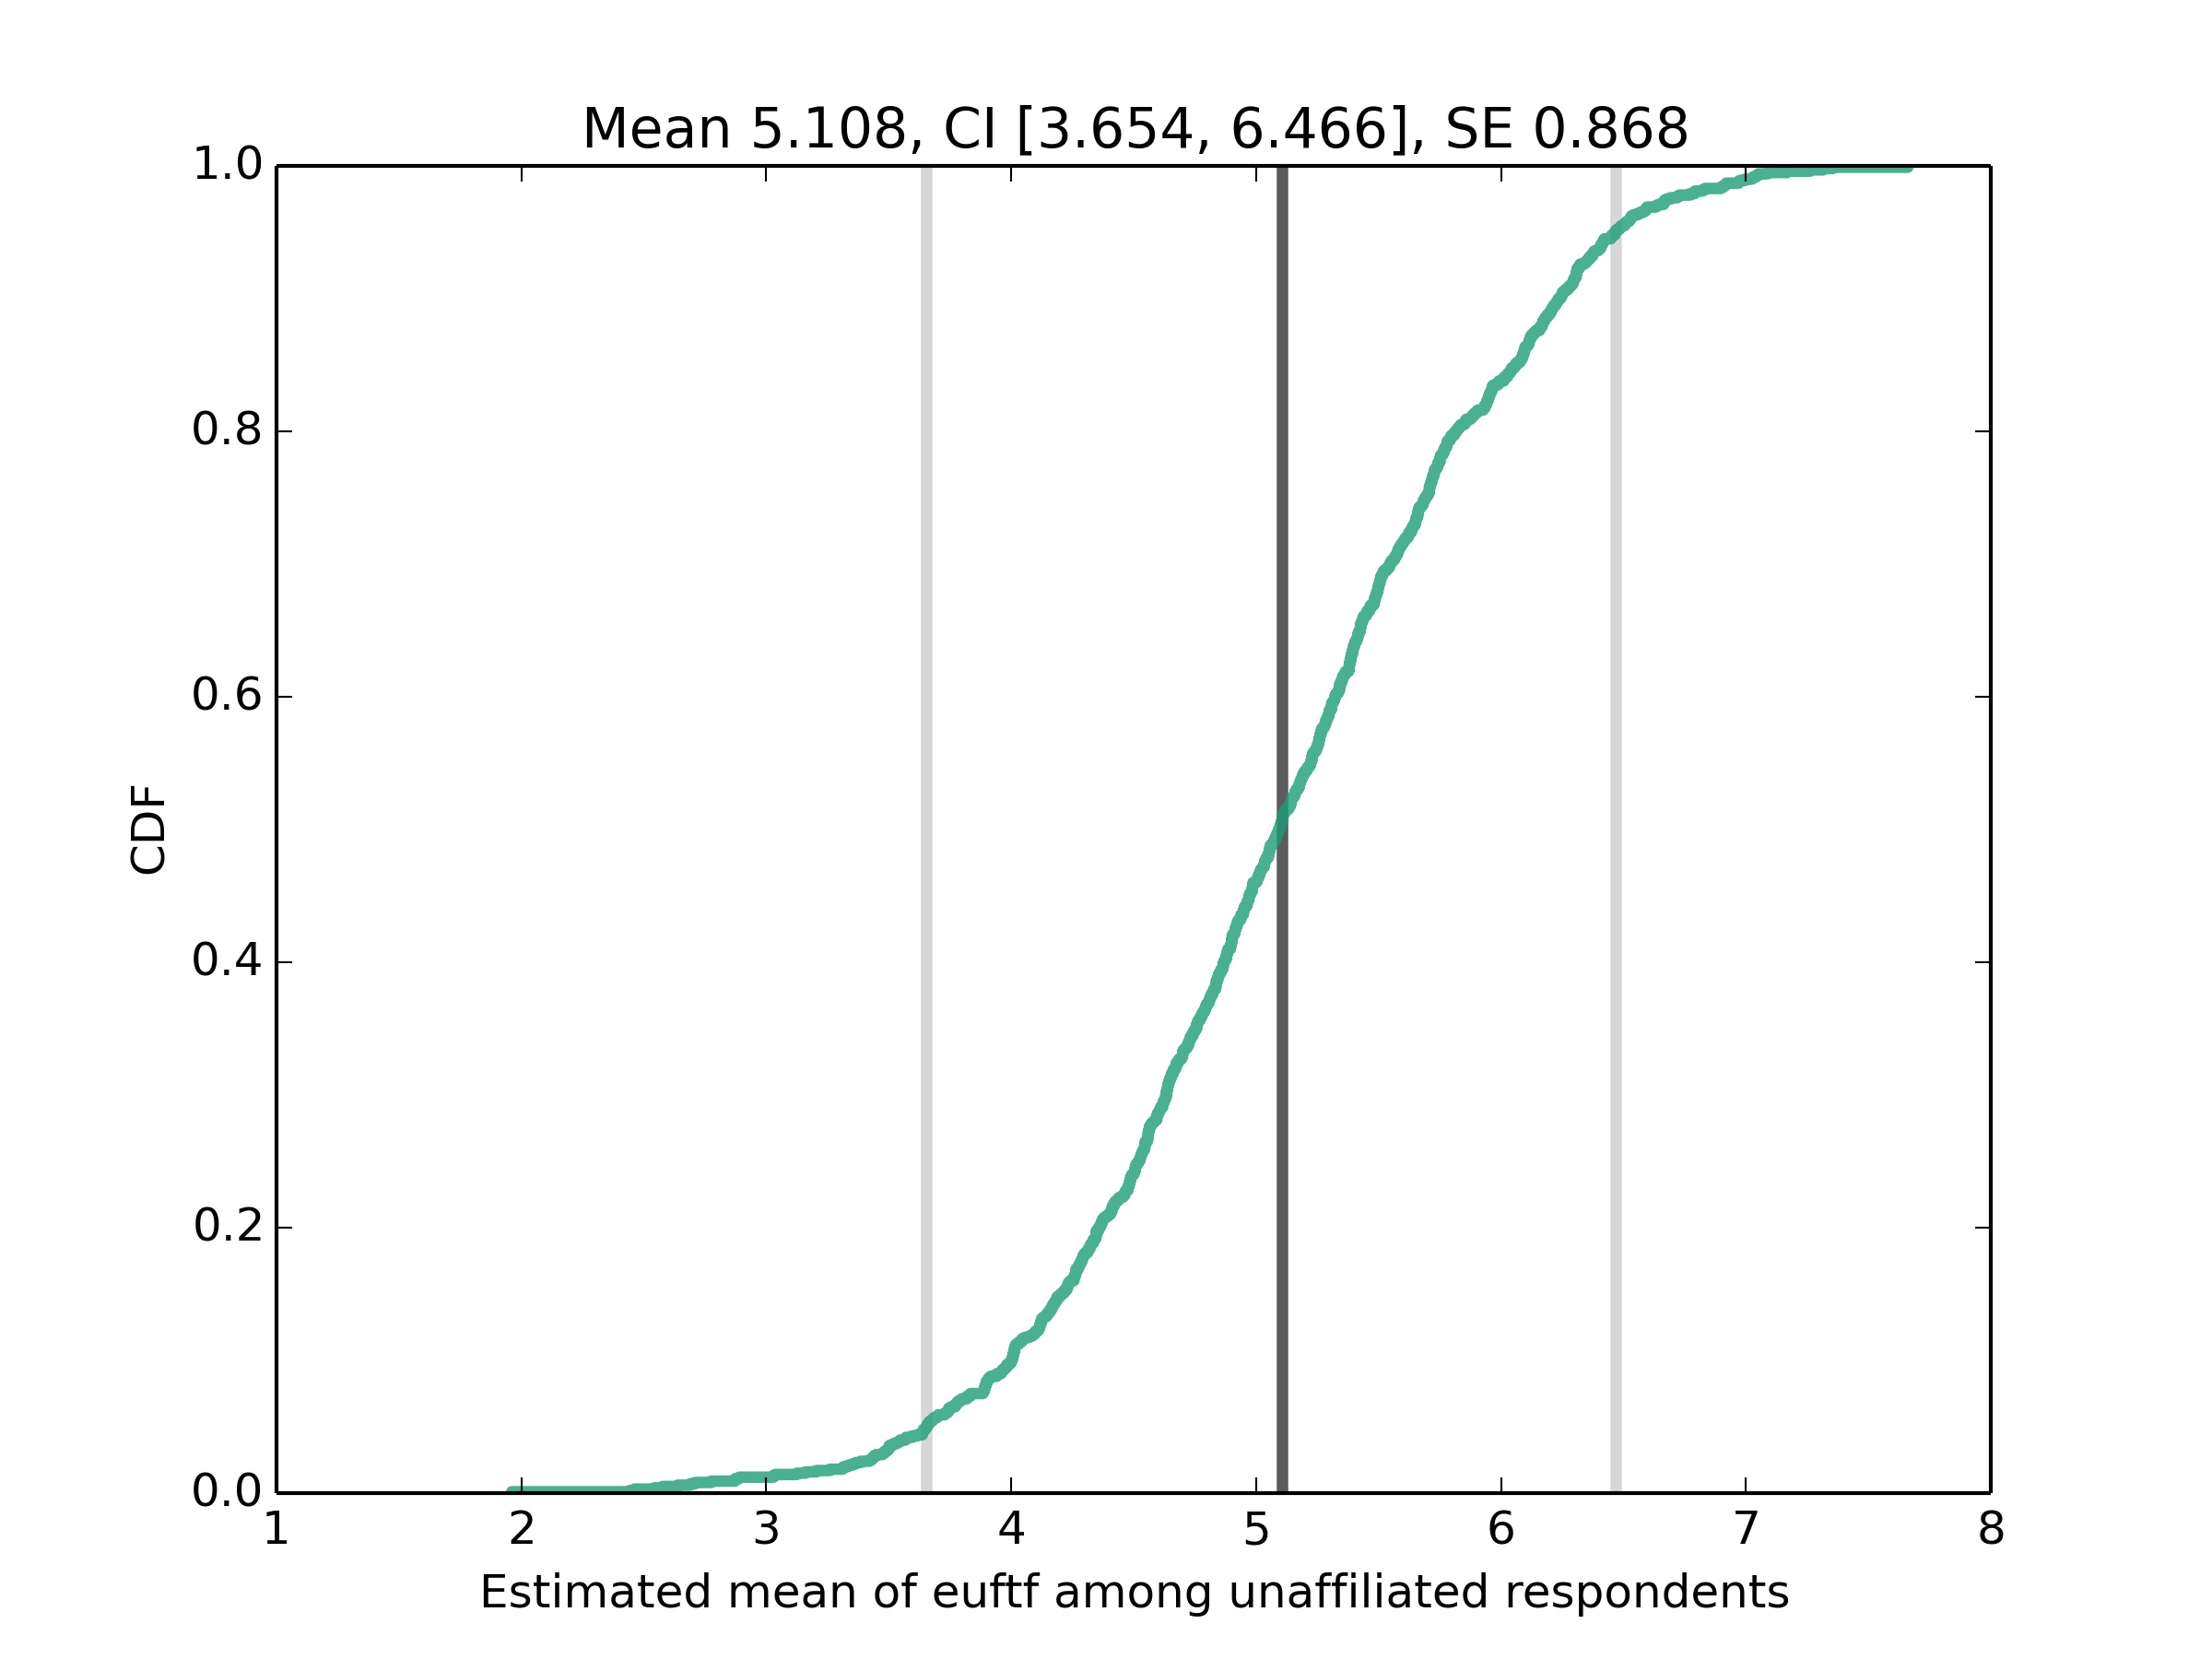 Mean 5.108, CI [3.654, 6.466], SE 0.868
1.0
0.8
0.6
0.4
0.2
0.0
CDF
1 2 3 4 5 6 7 8
Estimated mean of euftf among unaffiliated respondents